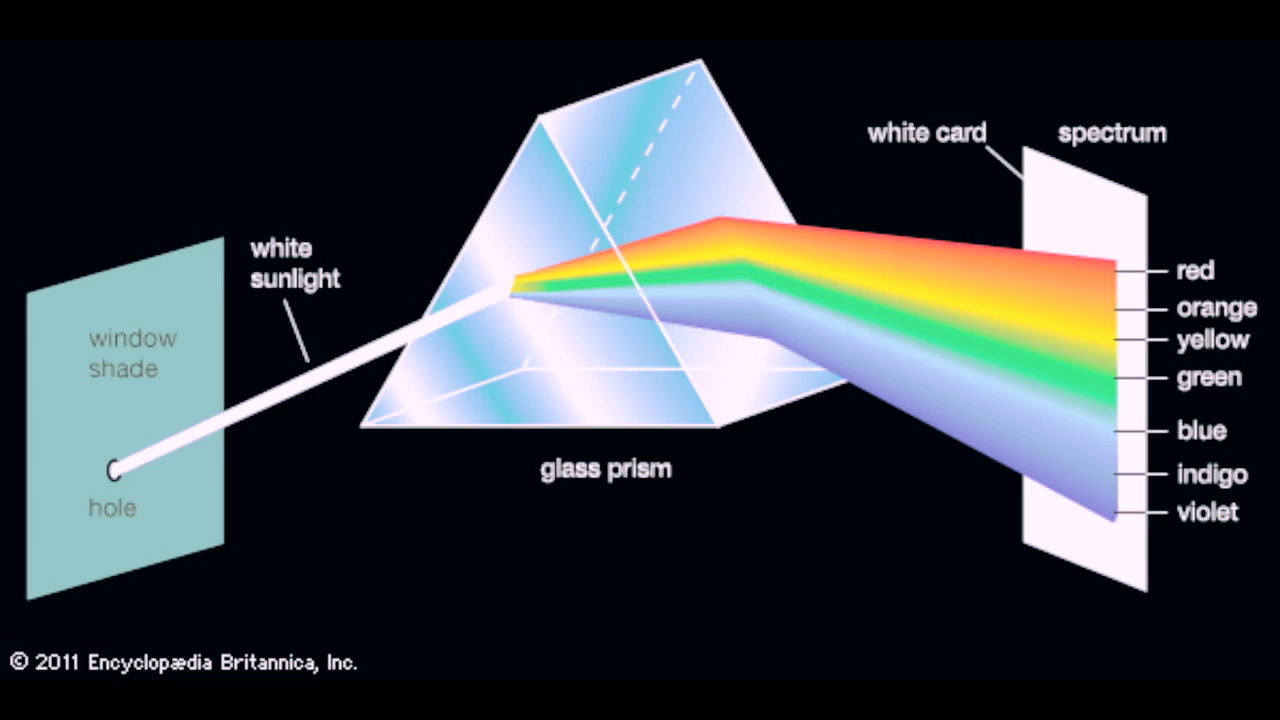 white card
spectrum
white
sunlight
window
shade
hole
glass prism
red
orange
yellow
green
blue
indigo
violet
© 2011 Encyclopædia Britannica, Inc.